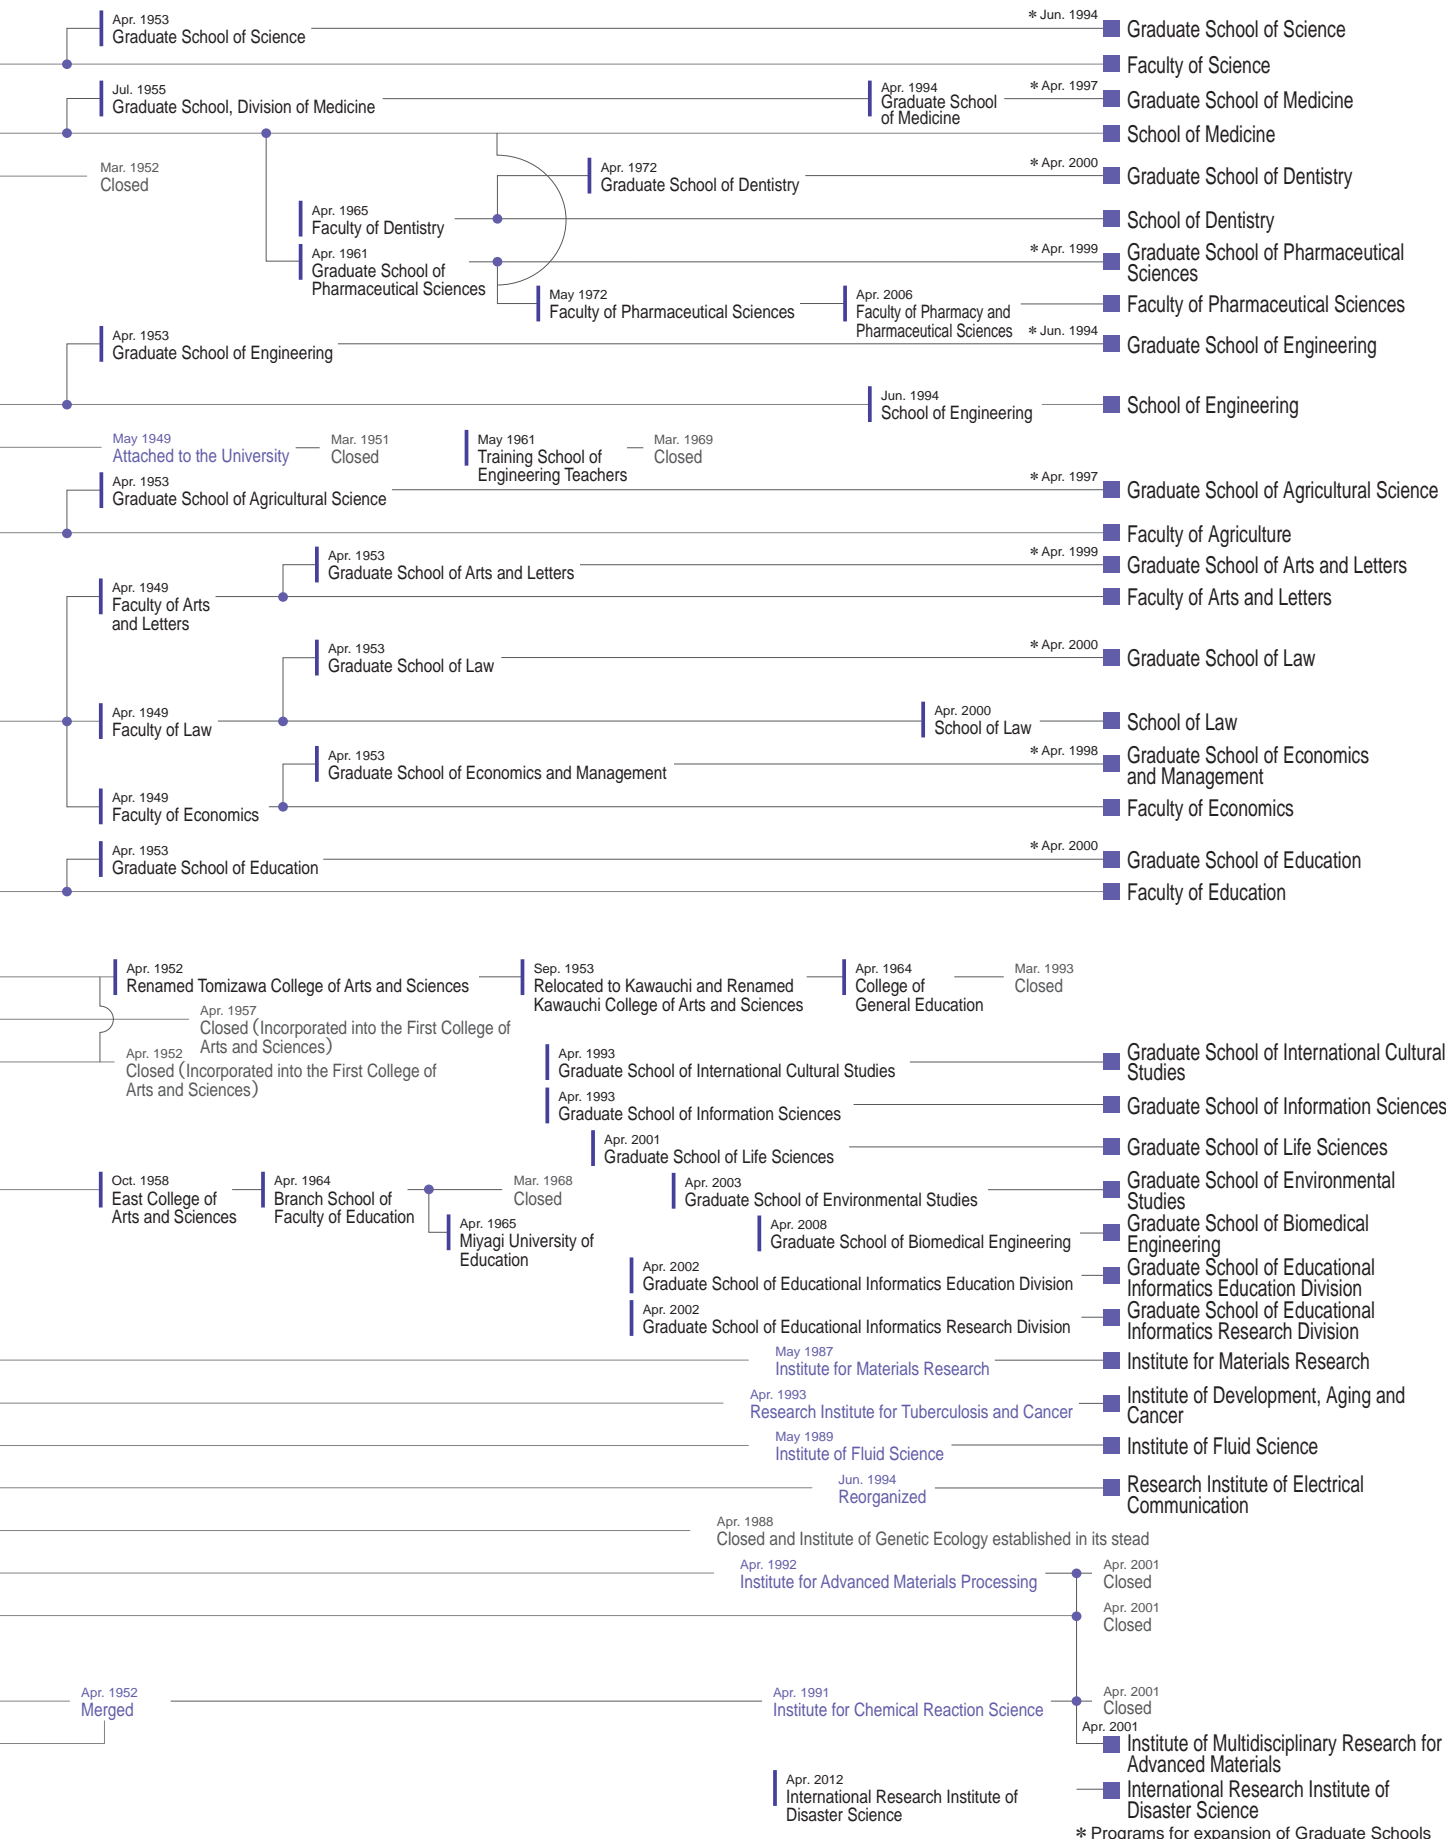 Apr. 1953
Graduate School of Science
* Jun. 1994
Graduate School of Science
Faculty of Science
Jul. 1955
Graduate School, Division of Medicine
Apr. 1994
Graduate School
of Medicine
* Apr. 1997
Graduate School of Medicine
School of Medicine
Mar. 1952
Closed
Apr. 1972
Graduate School of Dentistry
* Apr. 2000
Graduate School of Dentistry
Apr. 1965
Faculty of Dentistry
School of Dentistry
Apr. 1961
Graduate School of
Pharmaceutical Sciences
* Apr. 1999
Graduate School of Pharmaceutical
Sciences
May 1972
Faculty of Pharmaceutical Sciences
Apr. 2006
Faculty of Pharmacy and
Pharmaceutical Sciences
Faculty of Pharmaceutical Sciences
Apr. 1953
Graduate School of Engineering
* Jun. 1994
Graduate School of Engineering
Jun. 1994
School of Engineering
School of Engineering
May 1949
Attached to the University
Mar. 1951
Closed
May 1961
Training School of
Engineering Teachers
Mar. 1969
Closed
Apr. 1953
Graduate School of Agricultural Science
* Apr. 1997
Graduate School of Agricultural Science
Faculty of Agriculture
Apr. 1953
Graduate School of Arts and Letters
* Apr. 1999
Graduate School of Arts and Letters
Apr. 1949
Faculty of Arts
and Letters
Faculty of Arts and Letters
Apr. 1953
Graduate School of Law
* Apr. 2000
Graduate School of Law
Apr. 1949
Faculty of Law
Apr. 2000
School of Law
School of Law
Apr. 1953
Graduate School of Economics and Management
* Apr. 1998
Graduate School of Economics
and Management
Apr. 1949
Faculty of Economics
Faculty of Economics
Apr. 1953
Graduate School of Education
* Apr. 2000
Graduate School of Education
Faculty of Education
Apr. 1952
Renamed Tomizawa College of Arts and Sciences
Sep. 1953
Relocated to Kawauchi and Renamed
Kawauchi College of Arts and Sciences
Apr. 1964
College of
General Education
Mar. 1993
Closed
Apr. 1957
Closed (Incorporated into the First College of
Arts and Sciences)
Apr. 1952
Closed (Incorporated into the First College of
Arts and Sciences)
Apr. 1993
Graduate School of International Cultural Studies
Graduate School of International Cultural
Studies
Apr. 1993
Graduate School of Information Sciences
Graduate School of Information Sciences
Apr. 2001
Graduate School of Life Sciences
Graduate School of Life Sciences
Oct. 1958
East College of
Arts and Sciences
Apr. 1964
Branch School of
Faculty of Education
Mar. 1968
Closed
Apr. 2003
Graduate School of Environmental Studies
Graduate School of Environmental
Studies
Apr. 1965
Miyagi University of
Education
Apr. 2008
Graduate School of Biomedical Engineering
Graduate School of Biomedical
Engineering
Apr. 2002
Graduate School of Educational Informatics Education Division
Graduate School of Educational
Informatics Education Division
Apr. 2002
Graduate School of Educational Informatics Research Division
Graduate School of Educational
Informatics Research Division
May 1987
Institute for Materials Research
Institute for Materials Research
Apr. 1993
Research Institute for Tuberculosis and Cancer
Institute of Development, Aging and
Cancer
May 1989
Institute of Fluid Science
Institute of Fluid Science
Jun. 1994
Reorganized
Research Institute of Electrical
Communication
Apr. 1988
Closed and Institute of Genetic Ecology established in its stead
Apr. 1992
Institute for Advanced Materials Processing
Apr. 2001
Closed
Apr. 2001
Closed
Apr. 1952
Merged
Apr. 1991
Institute for Chemical Reaction Science
Apr. 2001
Closed
Apr. 2001
Institute of Multidisciplinary Research for
Advanced Materials
Apr. 2012
International Research Institute of
Disaster Science
International Research Institute of
Disaster Science
* Programs for expansion of Graduate Schools